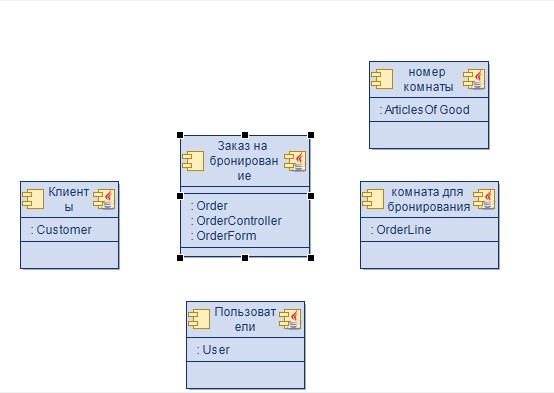 номер
комнаты
: ArticlesOf Good
Заказ на
бронирован
ие
: Order
: OrderController
: OrderForm
Клиент
ы
: Customer
комната для
бронирования
: OrderLine
Пользоват
ели
: User